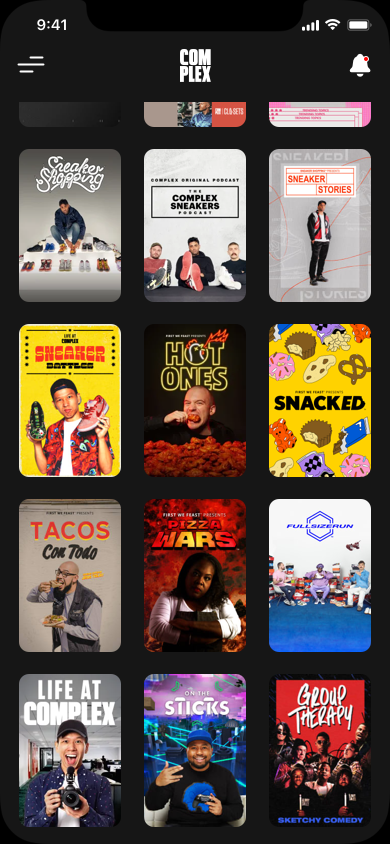 9:41
COM
PLEX
Sneaker
Shopping
COMPLEX ORIGINAL PODCAST
THE
COMPLEX
SNEAKERS
PODCAST
SNEAKER
STORIES
LIFE AT
COMPLEX
SNEAKER
BATTLES
FIRST WE FEAST PRESENTS
HOT
ONES
FIRST WE FEAST PRESENTS
SNACKED
FIRST WE FEAST PRESENTS
TACOS
Con Todo
FIRST WE FEAST PRESENTS
PIZZA
WARS
FULLSIZERUN
LIFE AT
COMPLEX
ON THE
STICKS
GROUP
THERAPY
SKETCHY COMEDY